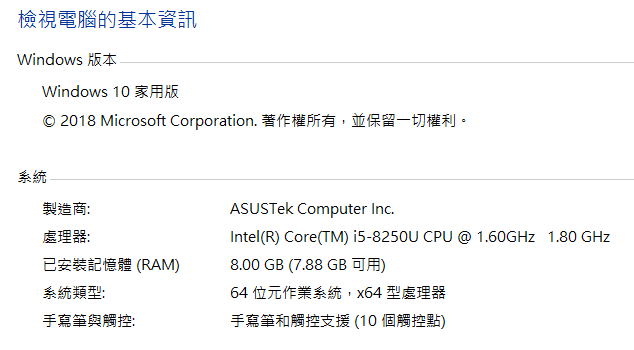 檢視電腦的基本資訊
Windows 版本
Windows 10 家用版
© 2018 Microsoft Corporation. 著作權所有，並保留一切權利。
系統
製造商: ASUSTek Computer Inc.
處理器: Intel(R) Core(TM) i5-8250U CPU @ 1.60GHz 1.80 GHz
已安裝記憶體 (RAM) 8.00 GB (7.88 GB 可用)
系統類型: 64 位元作業系統，x64 型處理器
手寫筆與觸控: 手寫筆和觸控支援 (10 個觸控點)